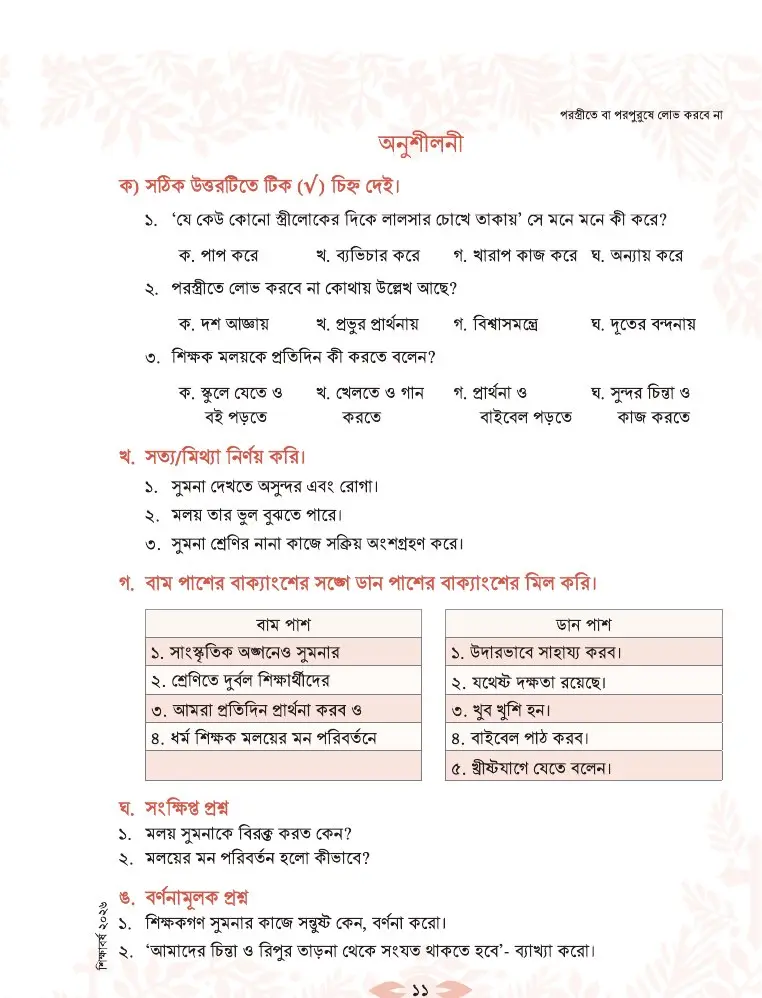 পরস্ত্রীতে বা পরপুরুষে লোভ করবে না
অনুশীলনী
ক) সঠিক উত্তরটিতে টিক (√) চিহ্ন দেই।
১. ‘যে কেউ কোনো স্ত্রীলোকের দিকে লালসার চোখে তাকায়’ সে মনে মনে কী করে?
ক. পাপ করে খ. ব্যভিচার করে গ. খারাপ কাজ করে ঘ. অন্যায় করে
২. পরস্ত্রীতে লোভ করবে না কোথায় উল্লেখ আছে?
ক. দশ আজ্ঞায় খ. প্রভুর প্রার্থনায় গ. বিশ্বাসমন্ত্রে ঘ. দূতের বন্দনায়
৩. শিক্ষক মলয়কে প্রতিদিন কী করতে বলেন?
ক. স্কুলে যেতে ও খ. খেলতে ও গান গ. প্রার্থনা ও ঘ. সুন্দর চিন্তা ও
বই পড়তে করতে বাইবেল পড়তে কাজ করতে
খ. সত্য/মিথ্যা নির্ণয় করি।
১. সুমনা দেখতে অসুন্দর এবং রোগা।
২. মলয় তার ভুল বুঝতে পারে।
৩. সুমনা শ্রেণির নানা কাজে সক্রিয় অংশগ্রহণ করে।
গ. বাম পাশের বাক্যাংশের সঙ্গে ডান পাশের বাক্যাংশের মিল করি।
বাম পাশ ডান পাশ
১. সাংস্কৃতিক অঙ্গনেও সুমনার ১. উদারভাবে সাহায্য করব।
২. শ্রেণিতে দুর্বল শিক্ষার্থীদের ২. যথেষ্ট দক্ষতা রয়েছে।
৩. আমরা প্রতিদিন প্রার্থনা করব ও ৩. খুব খুশি হন।
৪. ধর্ম শিক্ষক মলয়ের মন পরিবর্তনে ৪. বাইবেল পাঠ করব।
৫. খ্রীষ্টযাগে যেতে বলেন।
ঘ. সংক্ষিপ্ত প্রশ্ন
১. মলয় সুমনাকে বিরক্ত করত কেন?
২. মলয়ের মন পরিবর্তন হলো কীভাবে?
ঙ. বর্ণনামূলক প্রশ্ন
১. শিক্ষকগণ সুমনার কাজে সন্তুষ্ট কেন, বর্ণনা করো।
২. ‘আমাদের চিন্তা ও রিপুর তাড়না থেকে সংযত থাকতে হবে’- ব্যাখ্যা করো।
শিক্ষাবর্ষ ২০২৬
১১